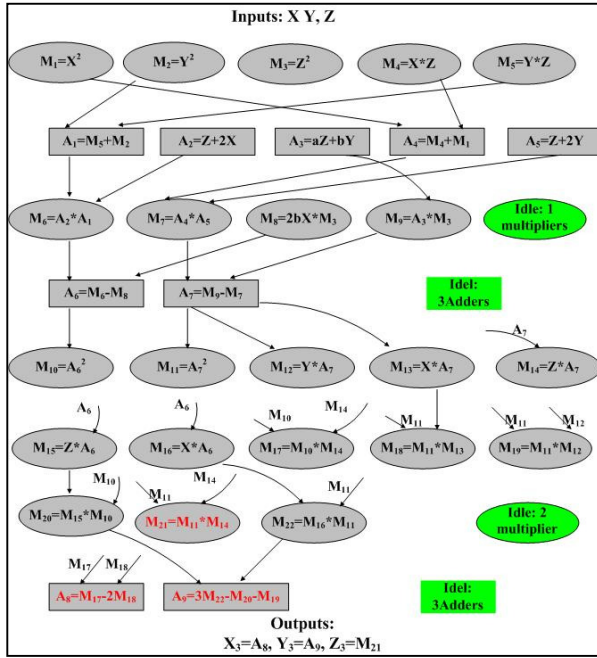 Inputs: X Y, Z
M₁=X² M₂=Y² M₃=Z² M₄=X*Z M₅=Y*Z
A₁=M₅+M₂ A₂=Z+2X A₃=aZ+bY A₄=M₄+M₁ A₅=Z+2Y
M₆=A₂*A₁ M₇=A₄*A₅ M₈=2bX*M₃ M₉=A₃*M₃ Idle: 1
multipliers
A₆=M₆-M₈ A₇=M₉-M₇ Idel:
3Adders
A₇
M₁₀=A₆² M₁₁=A₇² M₁₂=Y*A₇ M₁₃=X*A₇ M₁₄=Z*A₇
A₆ A₆ M₁₀ M₁₄ M₁₁ M₁₁ M₁₂
M₁₅=Z*A₆ M₁₆=X*A₆ M₁₇=M₁₀*M₁₄ M₁₈=M₁₁*M₁₃ M₁₉=M₁₁*M₁₂
M₁₀ M₁₁ M₁₄ M₁₁
M₂₀=M₁₅*M₁₀ M₂₁=M₁₁*M₁₄ M₂₂=M₁₆*M₁₁ Idle: 2
multiplier
M₁₇ M₁₈
A₈=M₁₇-2M₁₈ A₉=3M₂₂-M₂₀-M₁₉ Idel:
3Adders
Outputs:
X₃=A₈, Y₃=A₉, Z₃=M₂₁